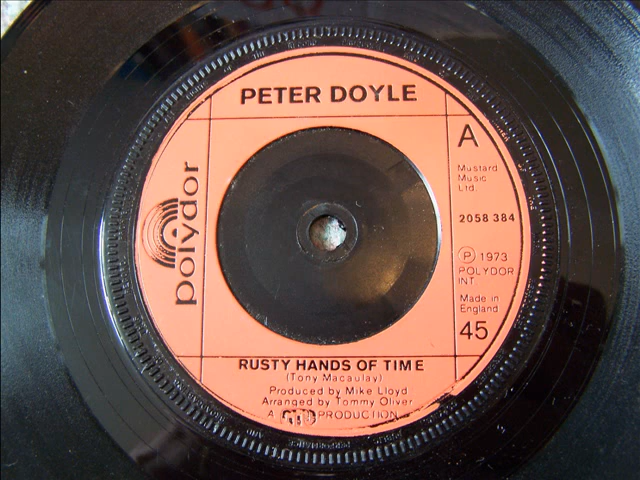 PETER DOYLE
polydor
A
Mustard
Music
Ltd.
2058 384
Ⓟ 1973
POLYDOR
INT.
Made in
England
45
RUSTY HANDS OF TIME
(Tony Macaulay)
Produced by Mike Lloyd
Arranged by Tommy Oliver
A PRODUCTION